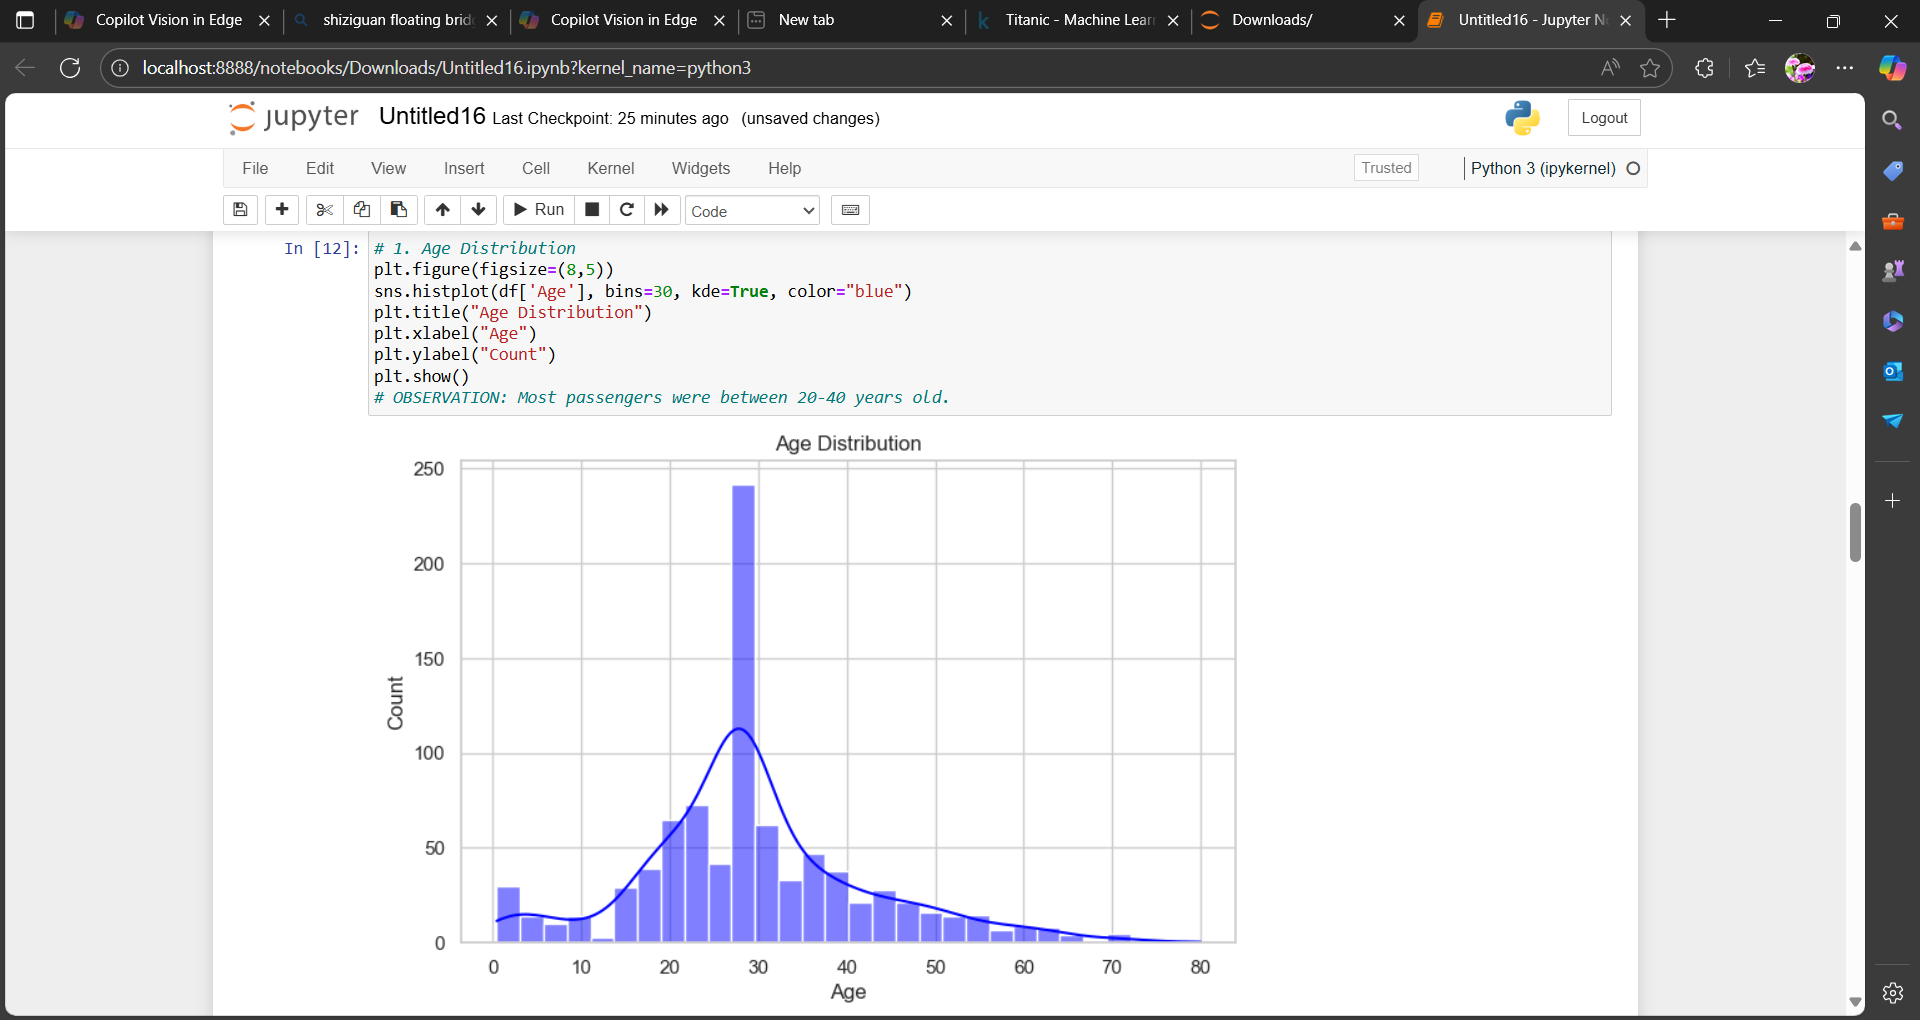 Copilot Vision in Edge
shiziguan floating brid
Copilot Vision in Edge
New tab
Titanic - Machine Lear
Downloads/
Untitled16 - Jupyter N
localhost:8888/notebooks/Downloads/Untitled16.ipynb?kernel_name=python3
jupyter Untitled16 Last Checkpoint: 25 minutes ago (unsaved changes)
Logout
File Edit View Insert Cell Kernel Widgets Help
Trusted Python 3 (ipykernel)
Run Code
In [12]: # 1. Age Distribution
plt.figure(figsize=(8,5))
sns.histplot(df['Age'], bins=30, kde=True, color="blue")
plt.title("Age Distribution")
plt.xlabel("Age")
plt.ylabel("Count")
plt.show()
# OBSERVATION: Most passengers were between 20-40 years old.
Age Distribution
250
200
150
100
50
0
Count
0 10 20 30 40 50 60 70 80
Age